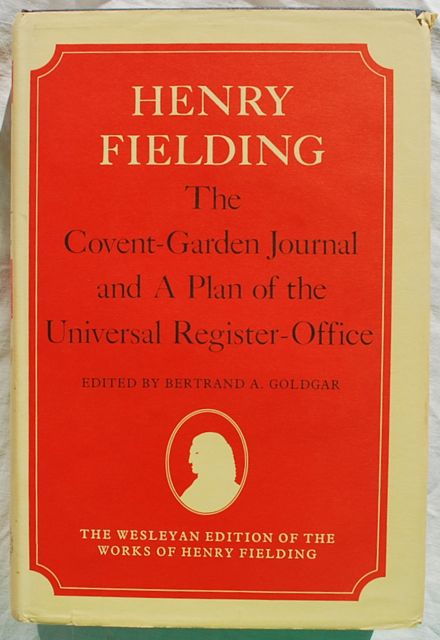 HENRY
FIELDING
The
Covent-Garden Journal
and A Plan of the
Universal Register-Office
EDITED BY BERTRAND A. GOLDGAR
THE WESLEYAN EDITION OF THE
WORKS OF HENRY FIELDING